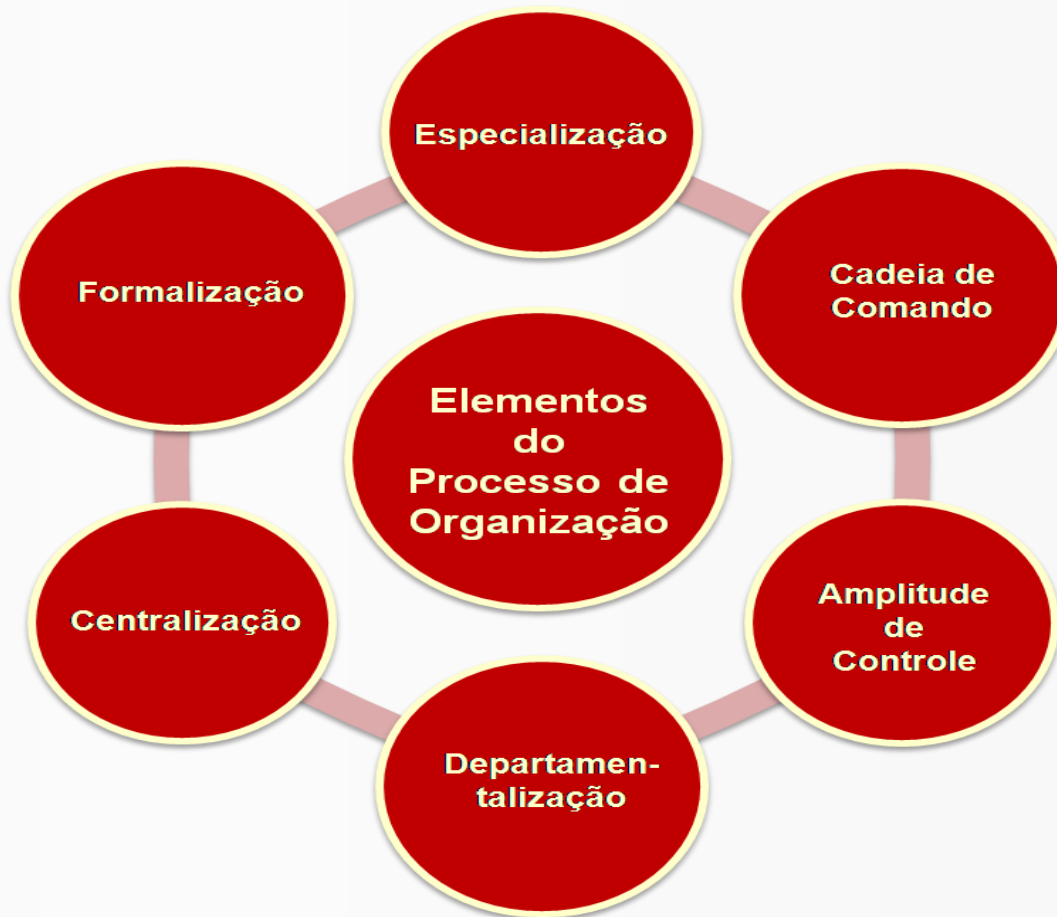 Especialização
Cadeia de
Comando
Amplitude
de
Controle
Departamen-
talização
Centralização
Formalização
Elementos
do
Processo de
Organização